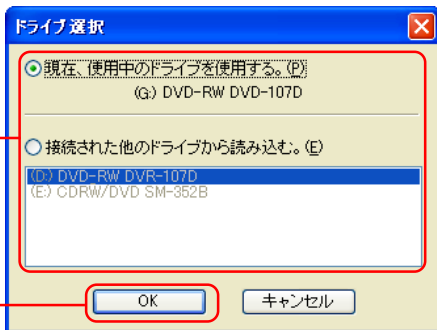 ドライブ選択
現在、使用中のドライブを使用する。(P)
(G:) DVD-RW DVD-107D
接続された他のドライブから読み込む。(E)
(D:) DVD-RW DVR-107D
(E:) CDRW/DVD SM-352B
OK
キャンセル